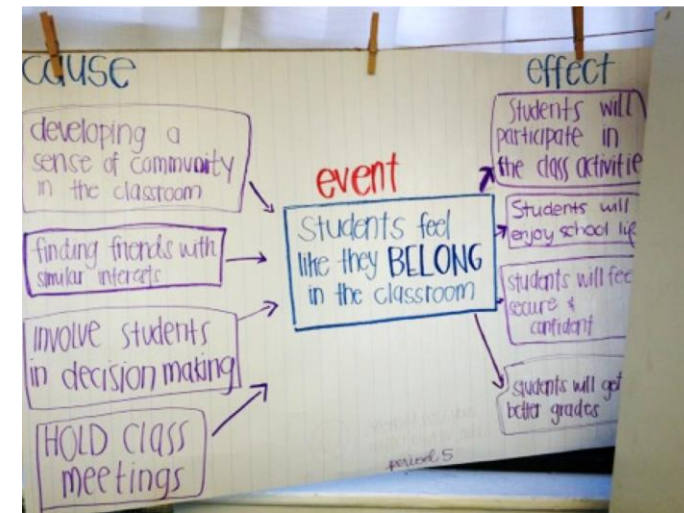 cause
developing a
sense of community
in the classroom
finding friends with
similar interests
INVOLVE students
in decision making
HOLD Class
meetings
event
Students feel
like they BELONG
in the classroom
effect
Students will
participate in
the class activitie
Students will
enjoy school lif
students will fee
secure &
confidant
students will get
better grades
period 5